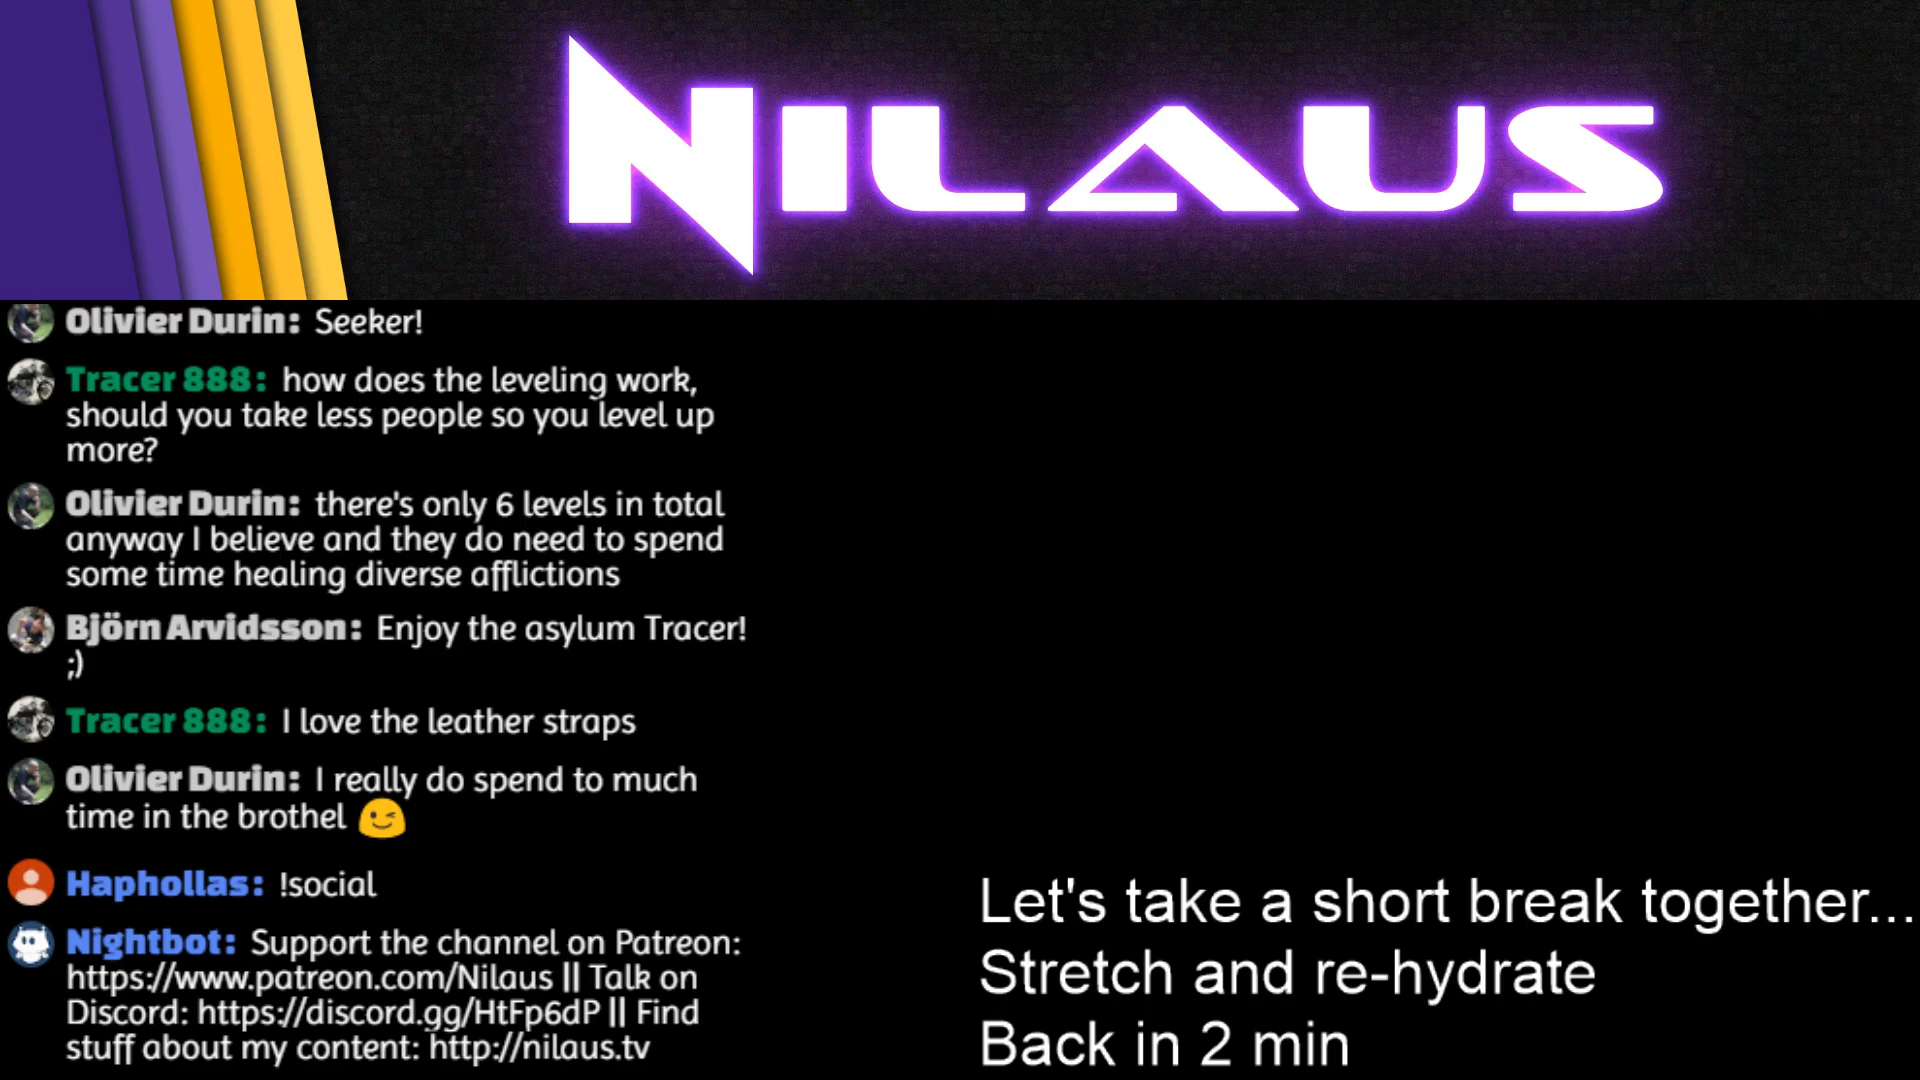 NILAUS
Olivier Durin: Seeker!
Tracer 888: how does the leveling work,
should you take less people so you level up
more?
Olivier Durin: there's only 6 levels in total
anyway I believe and they do need to spend
some time healing diverse afflictions
Björn Arvidsson: Enjoy the asylum Tracer!
;)
Tracer 888: I love the leather straps
Olivier Durin: I really do spend to much
time in the brothel 😉
Haphollas: !social
Nightbot: Support the channel on Patreon:
https://www.patreon.com/Nilaus || Talk on
Discord: https://discord.gg/HtFp6dP || Find
stuff about my content: http://nilaus.tv
Let's take a short break together...
Stretch and re-hydrate
Back in 2 min